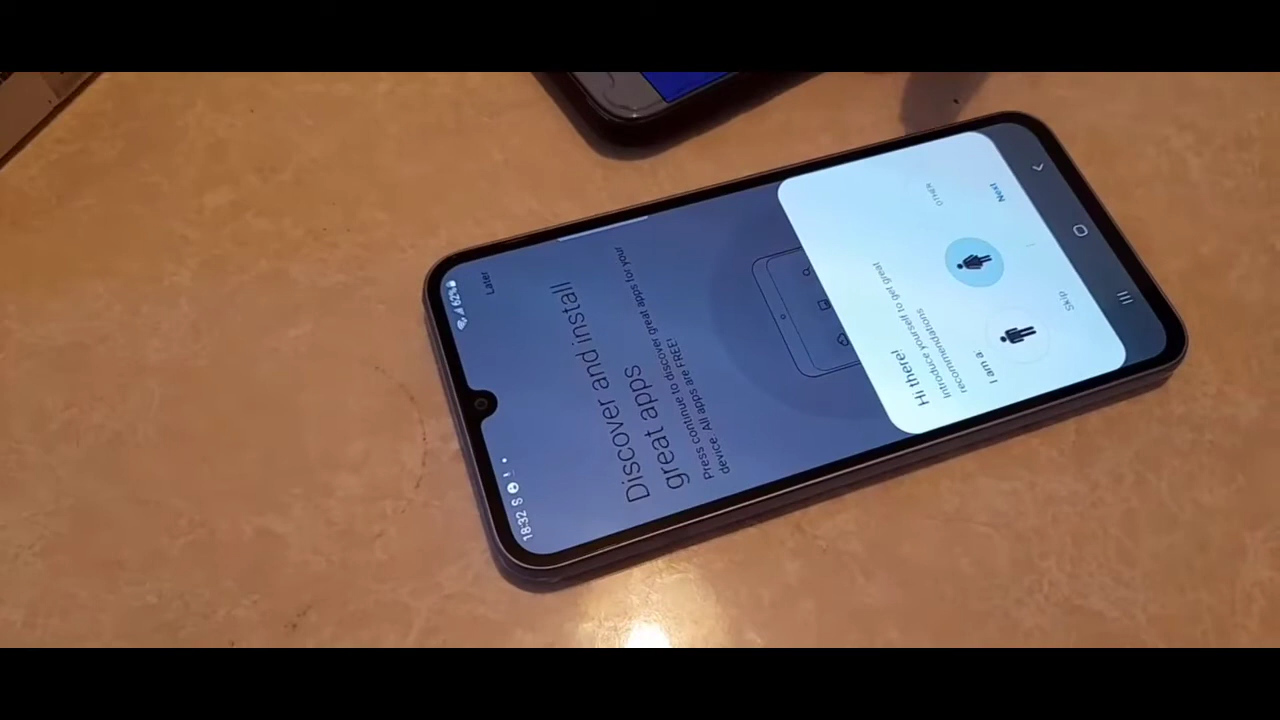 18:32 S
62%
Later
Discover and install
great apps
Press continue to discover great apps for your
device. All apps are FREE!
Hi there!
Introduce yourself to get great
recommendations
I am a:
OTHER
Skip
Next